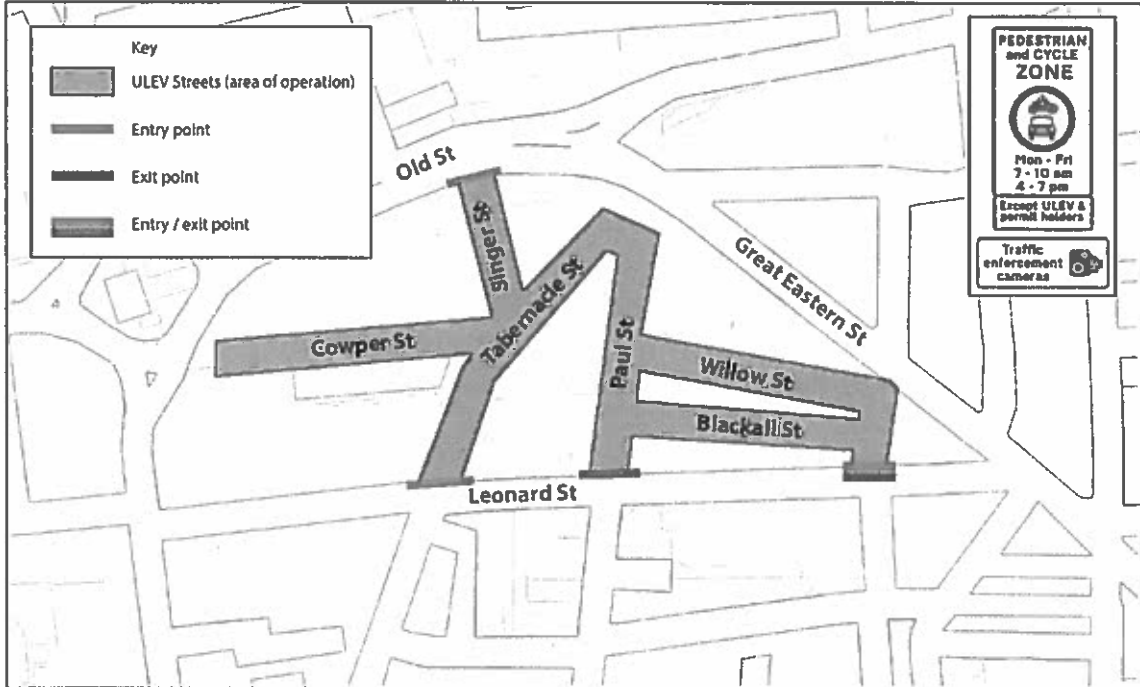 Key
ULEV Streets (area of operation)
Entry point
Exit point
Entry / exit point
PEDESTRIAN
and CYCLE
ZONE
Mon - Fri
7 - 10 am
4 - 7 pm
Except ULEV &
permit holders
Traffic
enforcement
cameras
Old St
Singer St
Tabernacle St
Great Eastern St
Cowper St
Paul St
Willow St
Blackall St
Leonard St